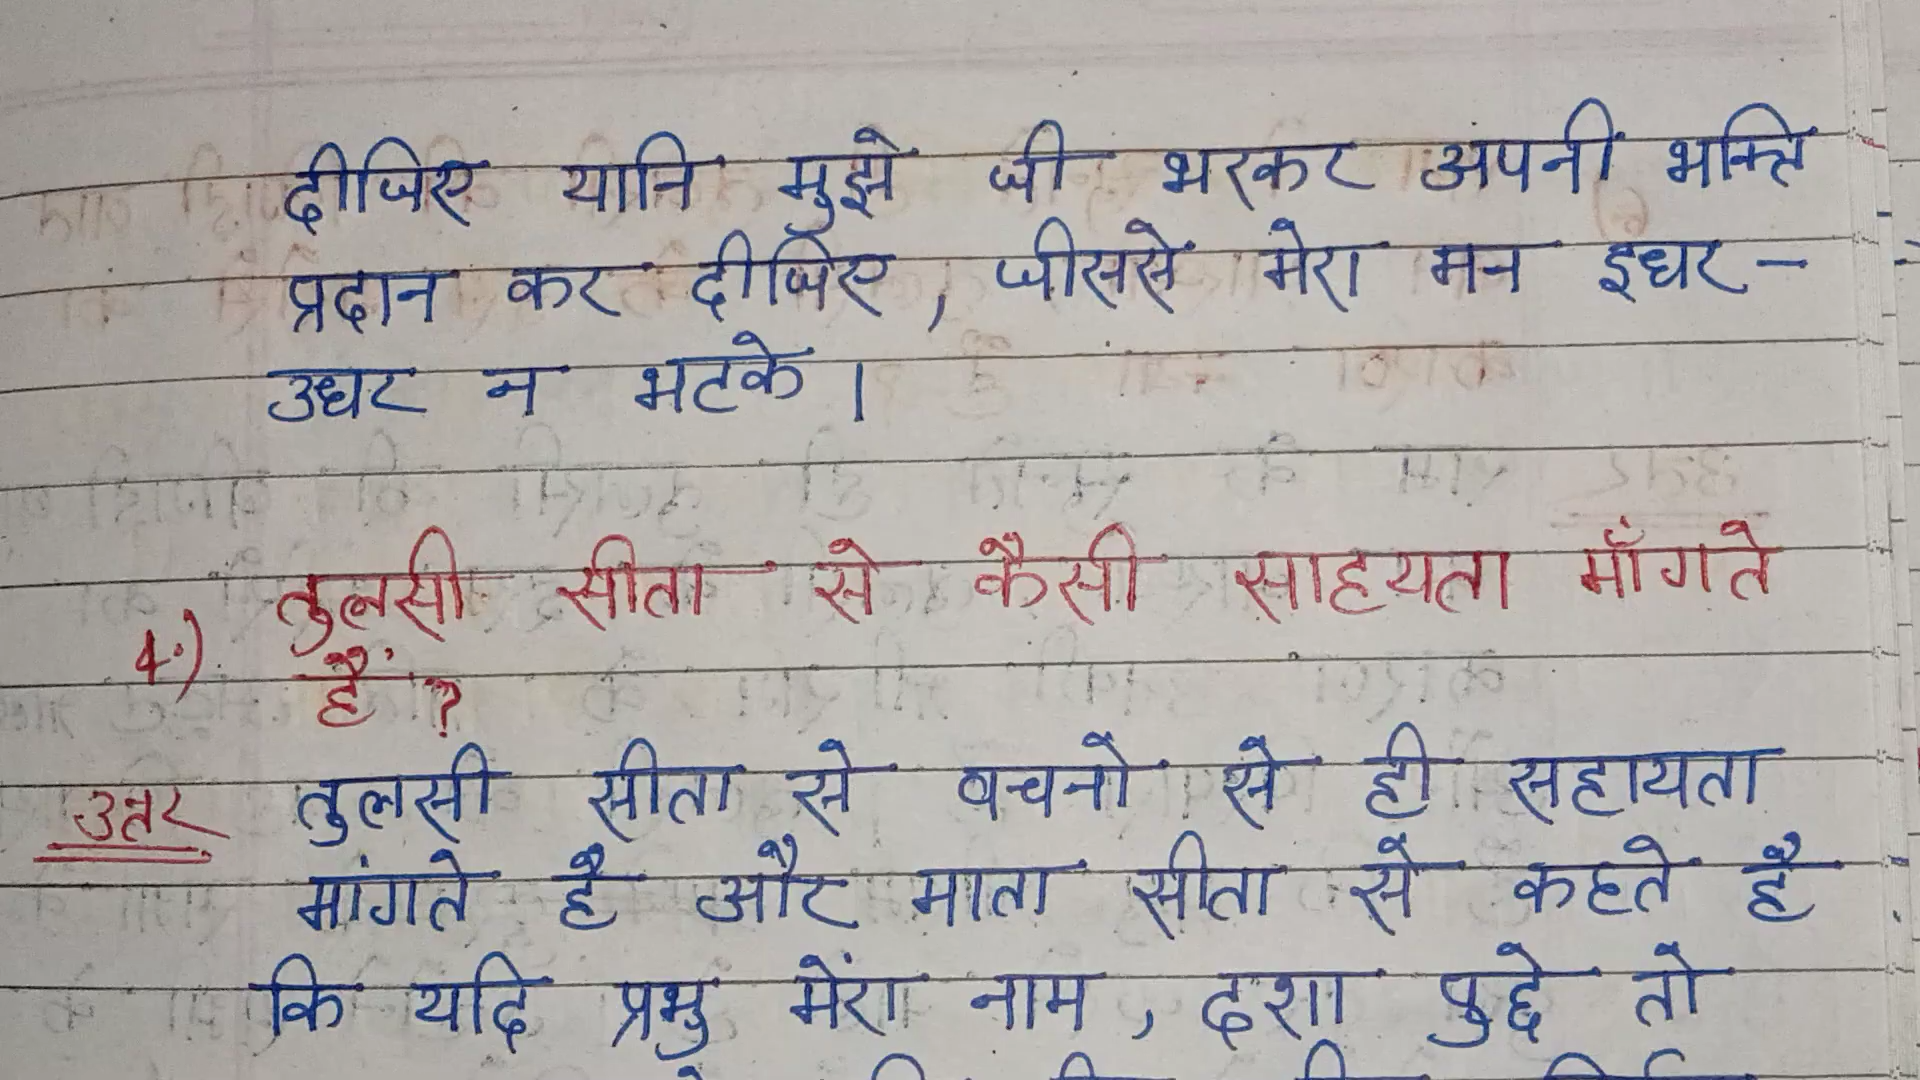 दीजिए यानि मुझे जी भरकर अपनी भक्ति
प्रदान कर दीजिए, जीससे मेरा मन इधर-
उधर न भटके।
4.) तुलसी सीता से कैसी साहयता माँगते
हैं ?
उत्तर तुलसी सीता से वचनों से ही सहायता
मांगते है और माता सीता से कहते है
कि यदि प्रभु मेंरा नाम, दशा पुछे तो